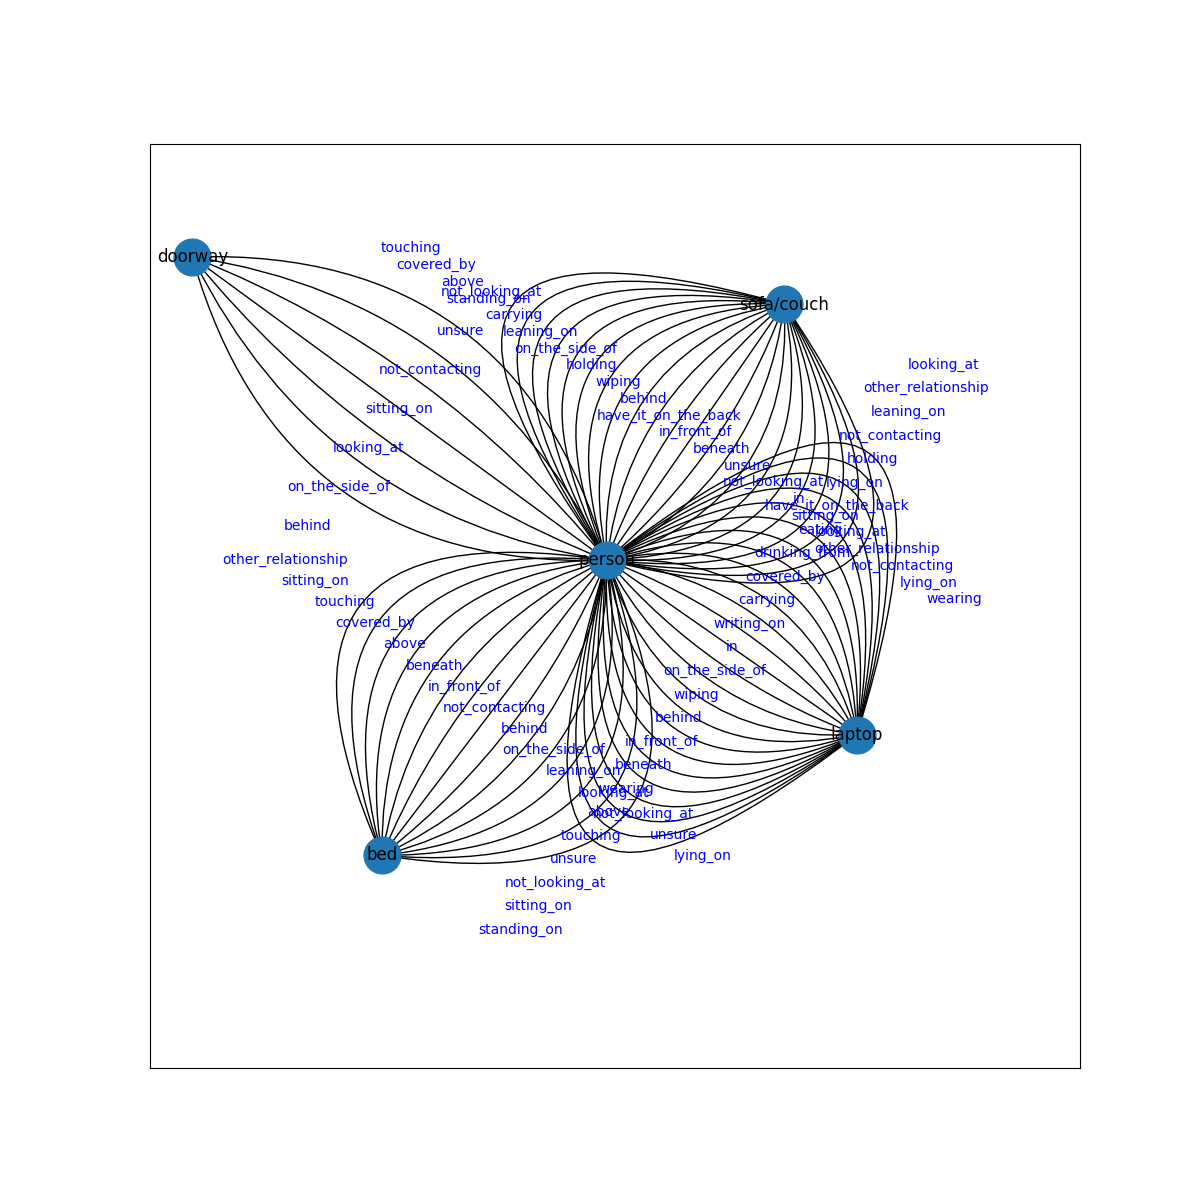 touching
doorway
covered_by
above
not_looking_at
standing_on
sofa/couch
carrying
unsure
leaning_on
on_the_side_of
holding
looking_at
not_contacting
wiping
other_relationship
behind
sitting_on
leaning_on
have_it_on_the_back
in_front_of
not_contacting
looking_at
beneath
holding
unsure
not_looking_at
lying_on
on_the_side_of
in
have_it_on_the_back
sitting_on
behind
eating
looking_at
other_relationship
drinking_from
other_relationship
person
not_contacting
sitting_on
covered_by
lying_on
touching
carrying
wearing
covered_by
writing_on
above
in
beneath
on_the_side_of
in_front_of
wiping
not_contacting
behind
behind
in_front_of
laptop
on_the_side_of
beneath
leaning_on
looking_at
wearing
above
not_looking_at
touching
unsure
bed
unsure
lying_on
not_looking_at
sitting_on
standing_on